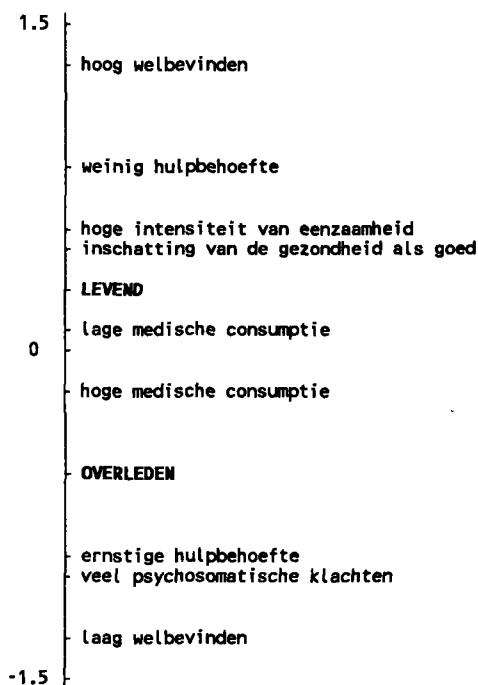 1.5
hoog welbevinden
weinig hulpbehoefte
hoge intensiteit van eenzaamheid
inschatting van de gezondheid als goed
LEVEND
lage medische consumptie
0
hoge medische consumptie
OVERLEDEN
ernstige hulpbehoefte
veel psychosomatische klachten
laag welbevinden
-1.5